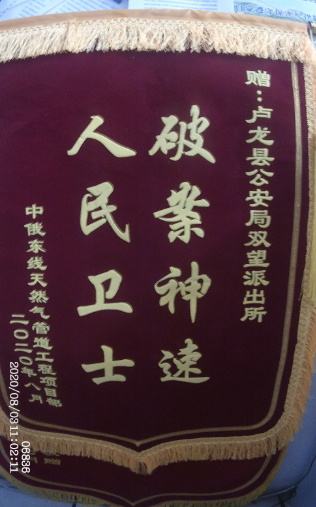 赠：卢龙县公安局双望派出所
破案神速
人民卫士
中俄东线天然气管道工程项目部
二〇二〇年八月
2020/08/03 11:02:11
06836